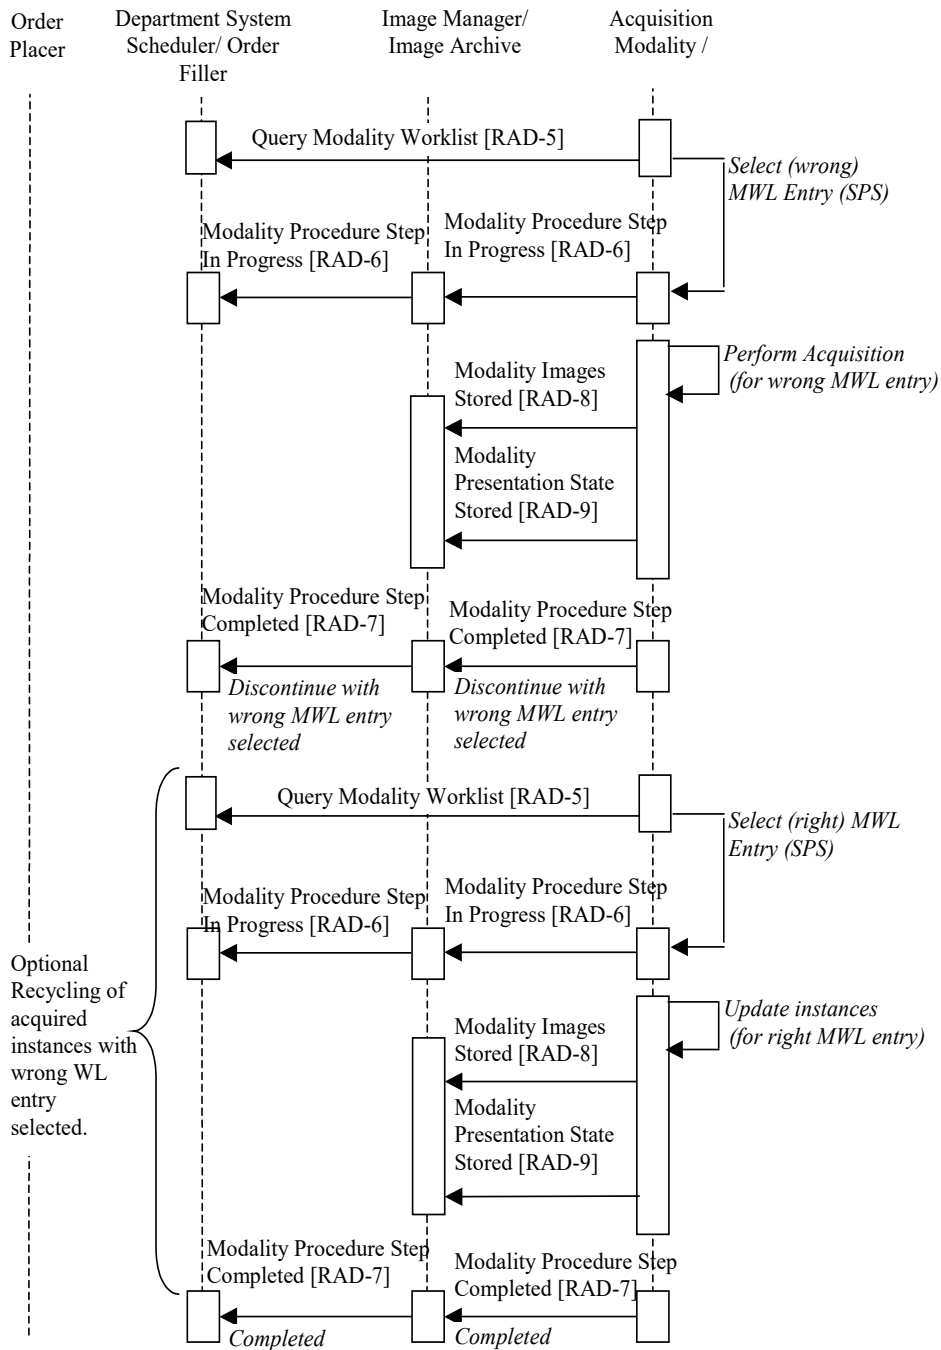 Order
Placer
Department System
Scheduler/ Order
Filler
Image Manager/
Image Archive
Acquisition
Modality /
Query Modality Worklist [RAD-5]
Select (wrong)
MWL Entry (SPS)
Modality Procedure Step
In Progress [RAD-6]
Modality Procedure Step
In Progress [RAD-6]
Perform Acquisition
(for wrong MWL entry)
Modality Images
Stored [RAD-8]
Modality
Presentation State
Stored [RAD-9]
Modality Procedure Step
Completed [RAD-7]
Modality Procedure Step
Completed [RAD-7]
Discontinue with
wrong MWL entry
selected
Discontinue with
wrong MWL entry
selected
Query Modality Worklist [RAD-5]
Select (right) MWL
Entry (SPS)
Modality Procedure Step
In Progress [RAD-6]
Modality Procedure Step
In Progress [RAD-6]
Optional
Recycling of
acquired
instances with
wrong WL
entry
selected.
Update instances
(for right MWL entry)
Modality Images
Stored [RAD-8]
Modality
Presentation State
Stored [RAD-9]
Modality Procedure Step
Completed [RAD-7]
Modality Procedure Step
Completed [RAD-7]
Completed
Completed